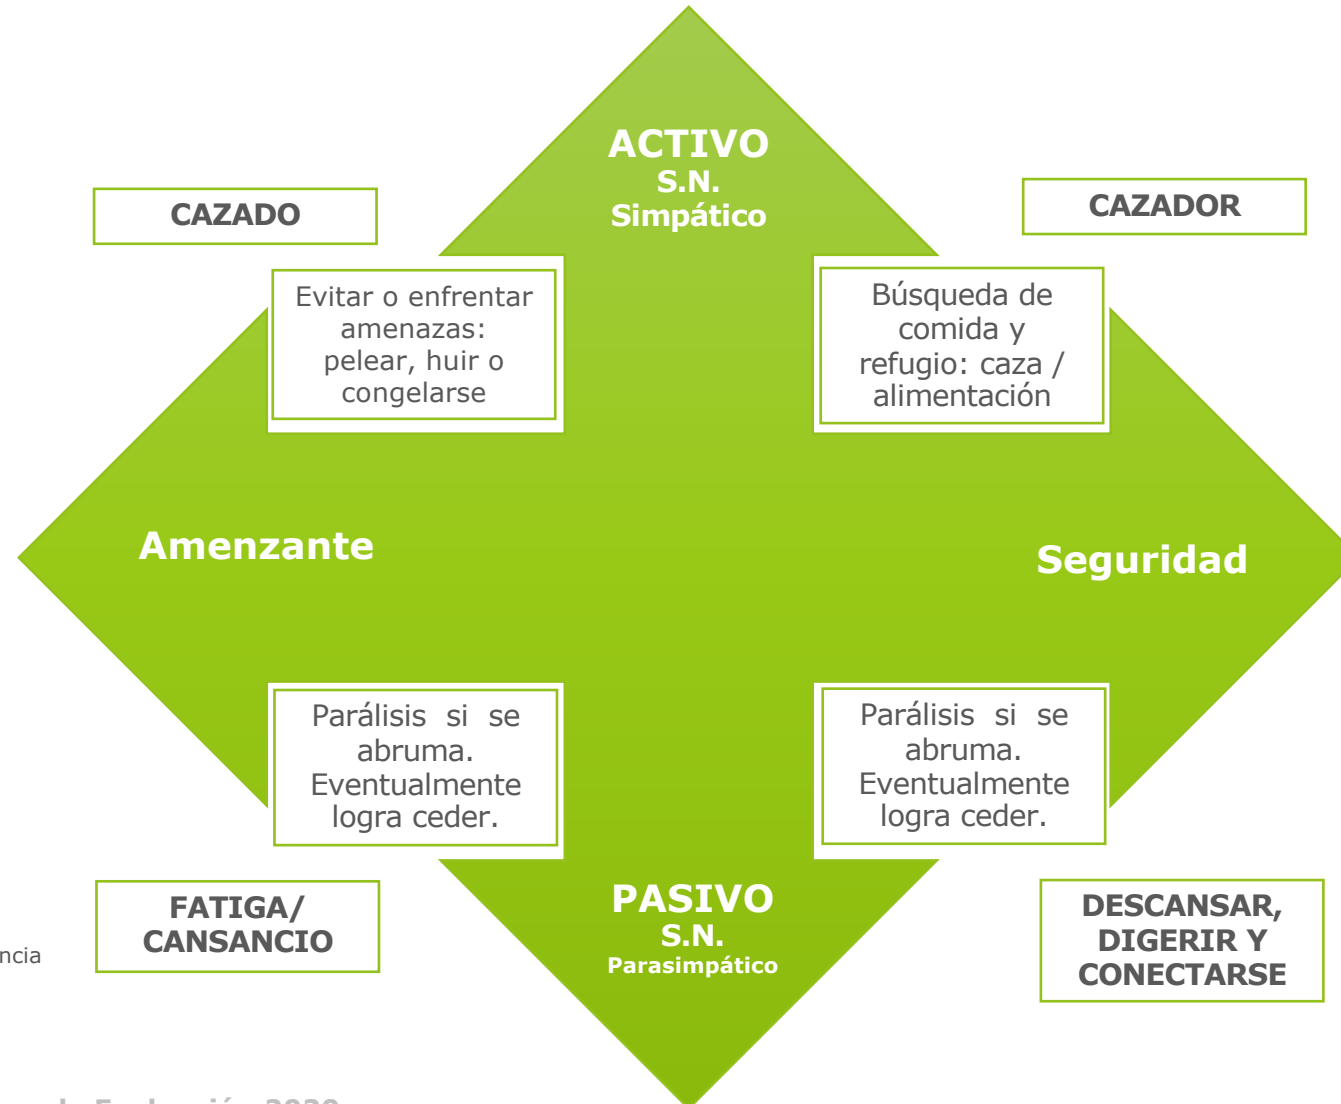 ACTIVO
S.N.
Simpático
CAZADO
CAZADOR
Evitar o enfrentar
amenazas:
pelear, huir o
congelarse
Búsqueda de
comida y
refugio: caza /
alimentación
Amenzante
Seguridad
Parálisis si se
abruma.
Eventualmente
logra ceder.
Parálisis si se
abruma.
Eventualmente
logra ceder.
FATIGA/
CANSANCIO
PASIVO
S.N.
Parasimpático
DESCANSAR,
DIGERIR Y
CONECTARSE
ncia